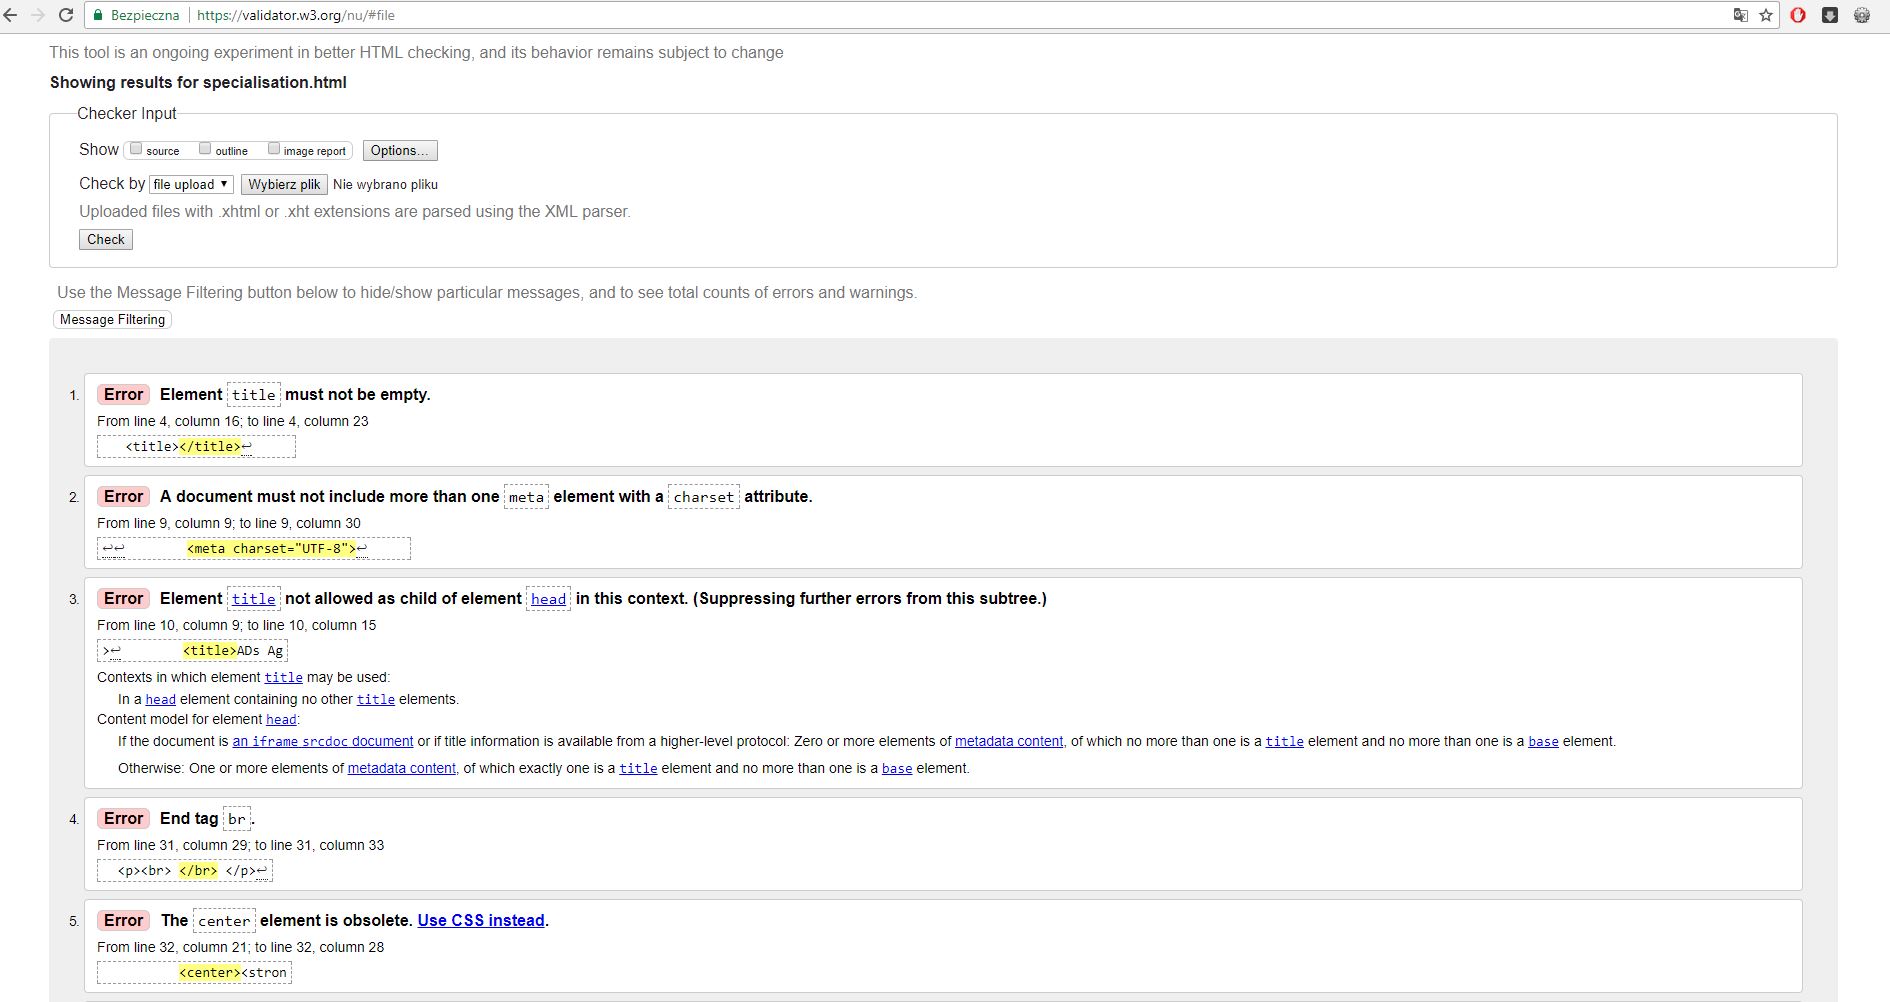 Bezpieczna https://validator.w3.org/nu/#file
This tool is an ongoing experiment in better HTML checking, and its behavior remains subject to change
Showing results for specialisation.html
Checker Input
Show source outline image report Options...
Check by file upload ▼ Wybierz plik Nie wybrano pliku
Uploaded files with .xhtml or .xht extensions are parsed using the XML parser.
Check
Use the Message Filtering button below to hide/show particular messages, and to see total counts of errors and warnings.
Message Filtering
1. Error Element title must not be empty.
From line 4, column 16; to line 4, column 23
<title></title>↩
2. Error A document must not include more than one meta element with a charset attribute.
From line 9, column 9; to line 9, column 30
↩↩ <meta charset="UTF-8">↩
3. Error Element title not allowed as child of element head in this context. (Suppressing further errors from this subtree.)
From line 10, column 9; to line 10, column 15
>↩ <title>ADs Ag
Contexts in which element title may be used:
In a head element containing no other title elements.
Content model for element head:
If the document is an iframe srcdoc document or if title information is available from a higher-level protocol: Zero or more elements of metadata content, of which no more than one is a title element and no more than one is a base element.
Otherwise: One or more elements of metadata content, of which exactly one is a title element and no more than one is a base element.
4. Error End tag br.
From line 31, column 29; to line 31, column 33
<p><br> </br> </p>↩
5. Error The center element is obsolete. Use CSS instead.
From line 32, column 21; to line 32, column 28
<center><stron